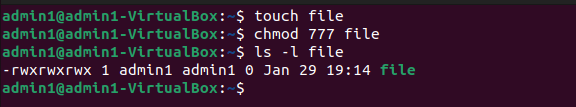 admin1@admin1-VirtualBox:~$ touch file
admin1@admin1-VirtualBox:~$ chmod 777 file
admin1@admin1-VirtualBox:~$ ls -l file
-rwxrwxrwx 1 admin1 admin1 0 Jan 29 19:14 file
admin1@admin1-VirtualBox:~$